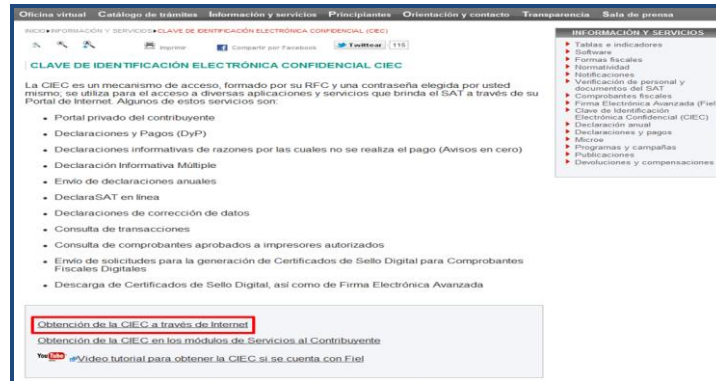 Oficina virtual Catálogo de trámites Información y servicios Principiantes Orientación y contacto Transparencia Sala de prensa
INICIO▸INFORMACIÓN Y SERVICIOS▸CLAVE DE IDENTIFICACIÓN ELECTRÓNICA CONFIDENCIAL (CIEC)
Imprime Compartir por Facebook Twittear 115
CLAVE DE IDENTIFICACIÓN ELECTRÓNICA CONFIDENCIAL CIEC
La CIEC es un mecanismo de acceso, formado por su RFC y una contraseña elegida por usted
mismo; se utiliza para el acceso a diversas aplicaciones y servicios que brinda el SAT a través de su
Portal de Internet. Algunos de estos servicios son:
• Portal privado del contribuyente
• Declaraciones y Pagos (DyP)
• Declaraciones informativas de razones por las cuales no se realiza el pago (Avisos en cero)
• Declaración Informativa Múltiple
• Envío de declaraciones anuales
• DeclaraSAT en línea
• Declaraciones de corrección de datos
• Consulta de transacciones
• Consulta de comprobantes aprobados a impresores autorizados
• Envío de solicitudes para la generación de Certificados de Sello Digital para Comprobantes
Fiscales Digitales
• Descarga de Certificados de Sello Digital, así como de Firma Electrónica Avanzada
Obtención de la CIEC a través de Internet
Obtención de la CIEC en los módulos de Servicios al Contribuyente
YouTube Video tutorial para obtener la CIEC si se cuenta con Fiel
INFORMACIÓN Y SERVICIOS
Tablas e indicadores
Software
Formas fiscales
Normatividad
Notificaciones
Verificación de personal y
documentos del SAT
Comprobantes fiscales
Firma Electrónica Avanzada (Fiel)
Clave de Identificación
Electrónica Confidencial (CIEC)
Declaración anual
Declaraciones y pagos
Microe
Programas y campañas
Publicaciones
Devoluciones y compensaciones